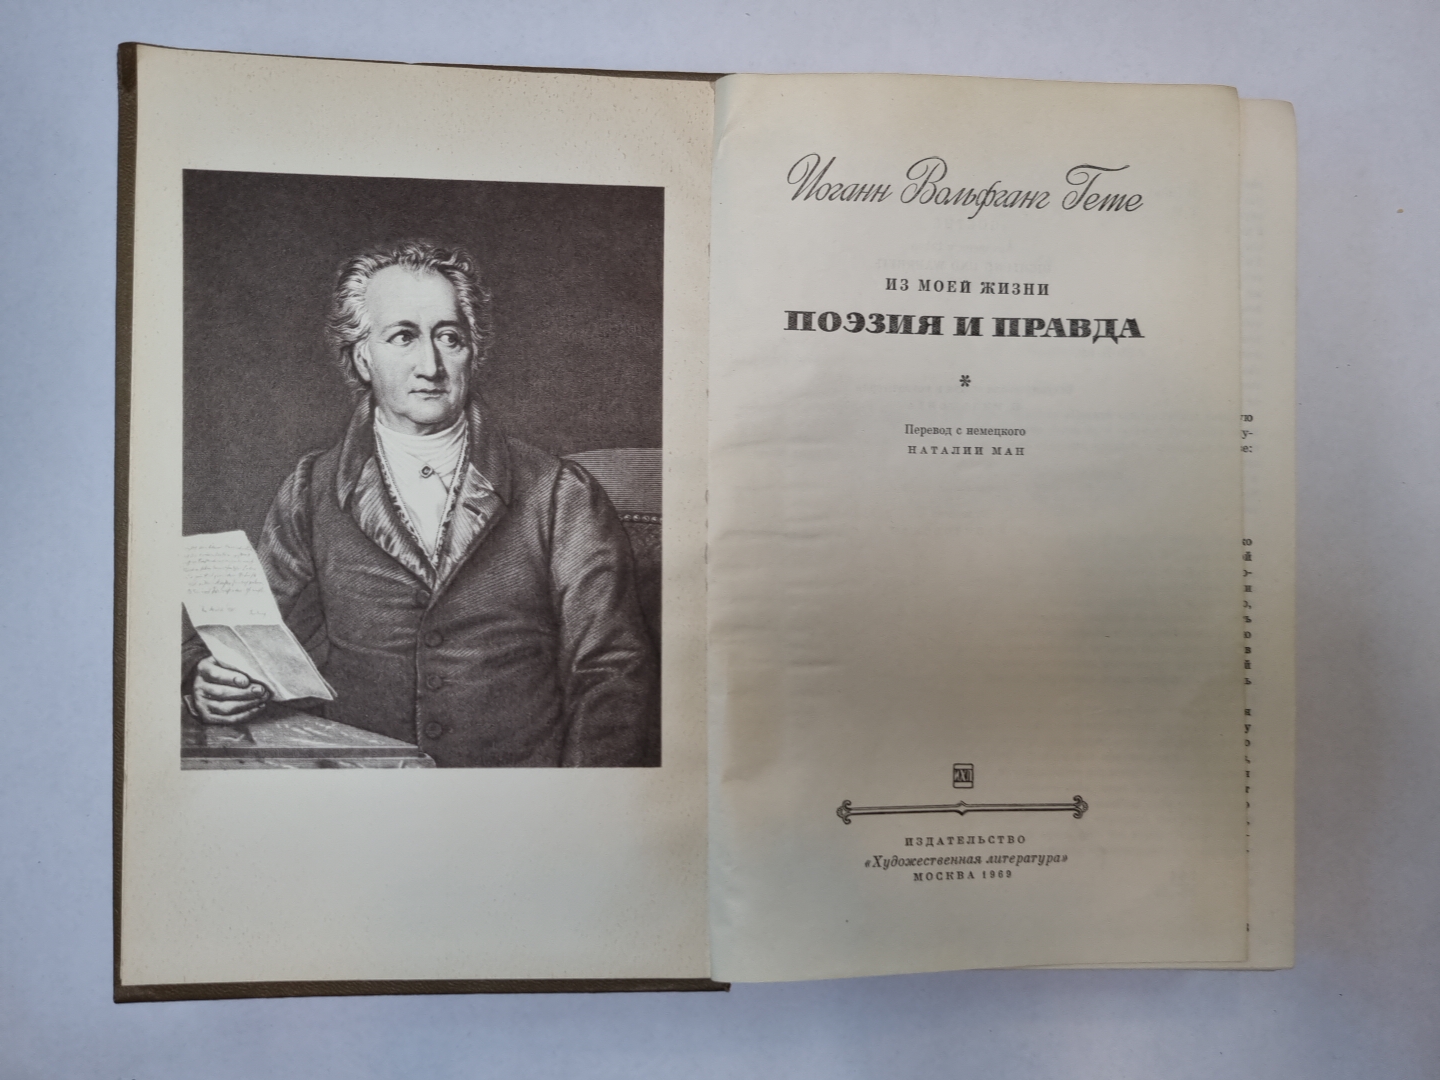 Иоганн Вольфганг Гете
ИЗ МОЕЙ ЖИЗНИ
ПОЭЗИЯ И ПРАВДА
*
Перевод с немецкого
НАТАЛИИ МАН
ИЗДАТЕЛЬСТВО
«Художественная литература»
МОСКВА 1969